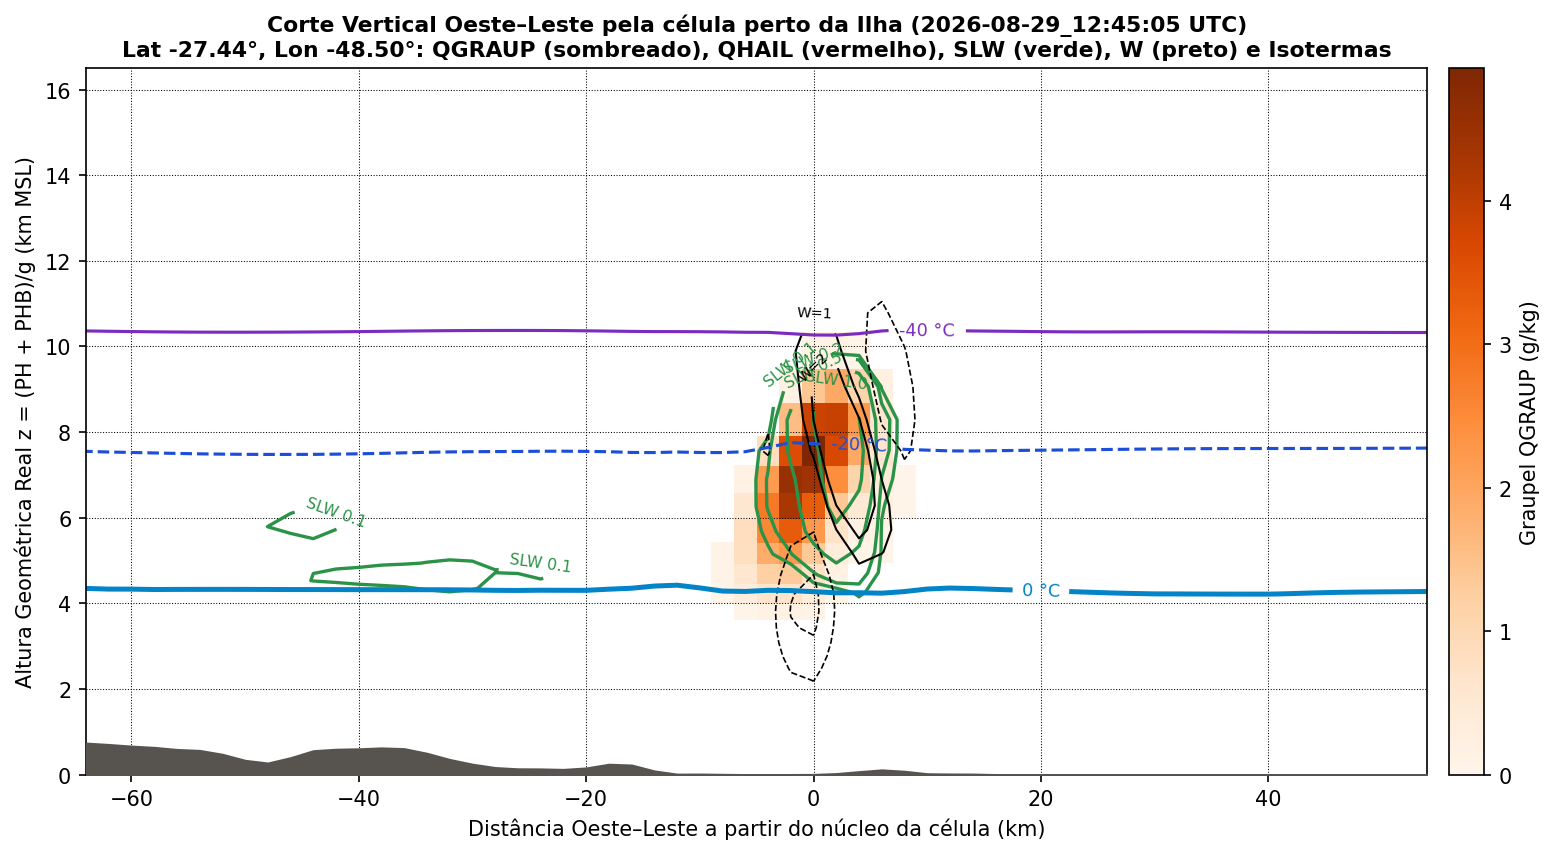 Corte Vertical Oeste–Leste pela célula perto da Ilha (2026-08-29_12:45:05 UTC)
Lat -27.44°, Lon -48.50°: QGRAUP (sombreado), QHAIL (vermelho), SLW (verde), W (preto) e Isotermas
Altura Geométrica Real z = (PH + PHB)/g (km MSL)
16
14
12
10
8
6
4
2
0
W=1
-40 °C
SLW 1.0
-20 °C
SLW 0.1
SLW 0.1
0 °C
−60
−40
−20
0
20
40
Distância Oeste–Leste a partir do núcleo da célula (km)
4
3
2
1
0
Graupel QGRAUP (g/kg)